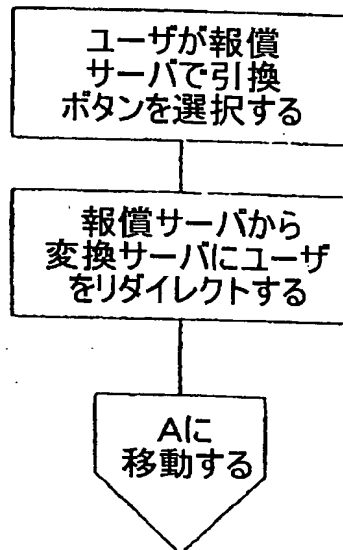 ユーザが報償
サーバで引換
ボタンを選択する
報償サーバから
変換サーバにユーザ
をリダイレクトする
Aに
移動する